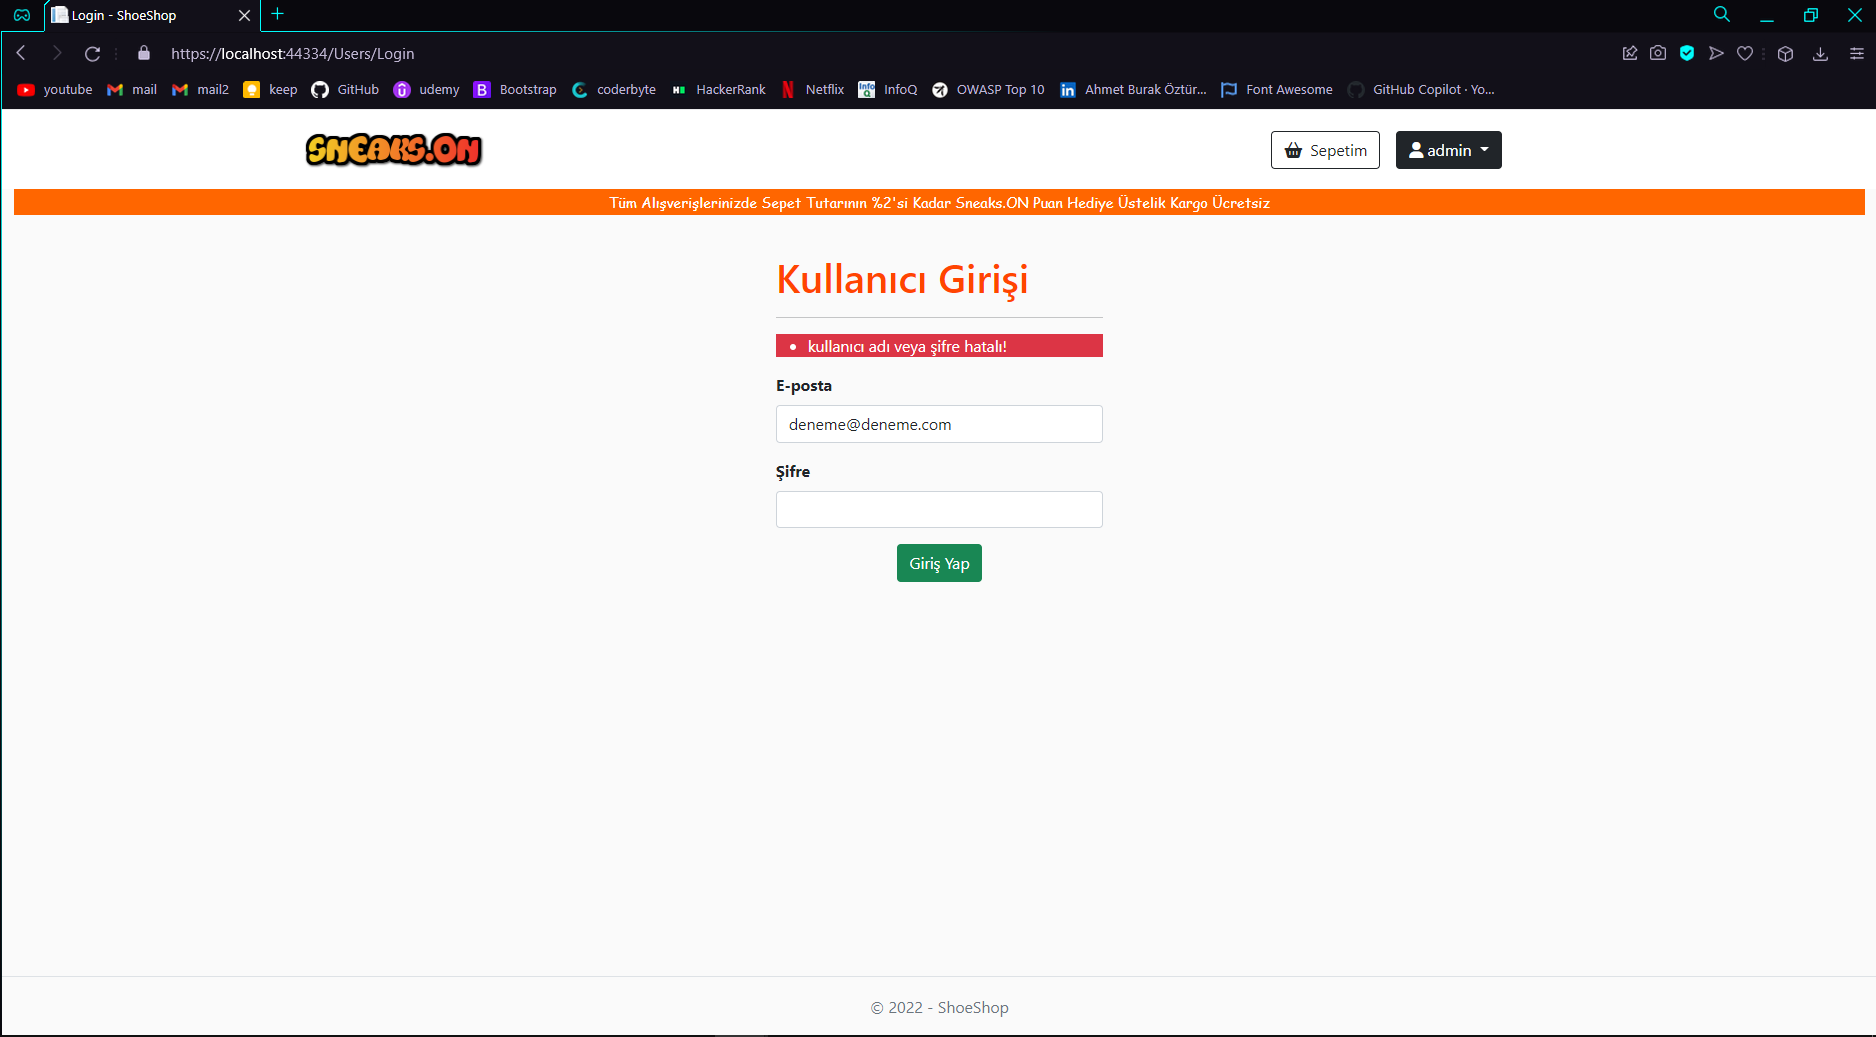 Login - ShoeShop
https://localhost:44334/Users/Login
youtube mail mail2 keep GitHub udemy Bootstrap coderbyte HackerRank Netflix InfoQ OWASP Top 10 Ahmet Burak Öztür... Font Awesome GitHub Copilot · Yo...
SNEAKS.ON
Sepetim
admin
Tüm Alışverişlerinizde Sepet Tutarının %2'si Kadar Sneaks.ON Puan Hediye Üstelik Kargo Ücretsiz
Kullanıcı Girişi
kullanıcı adı veya şifre hatalı!
E-posta
deneme@deneme.com
Şifre
Giriş Yap
© 2022 - ShoeShop